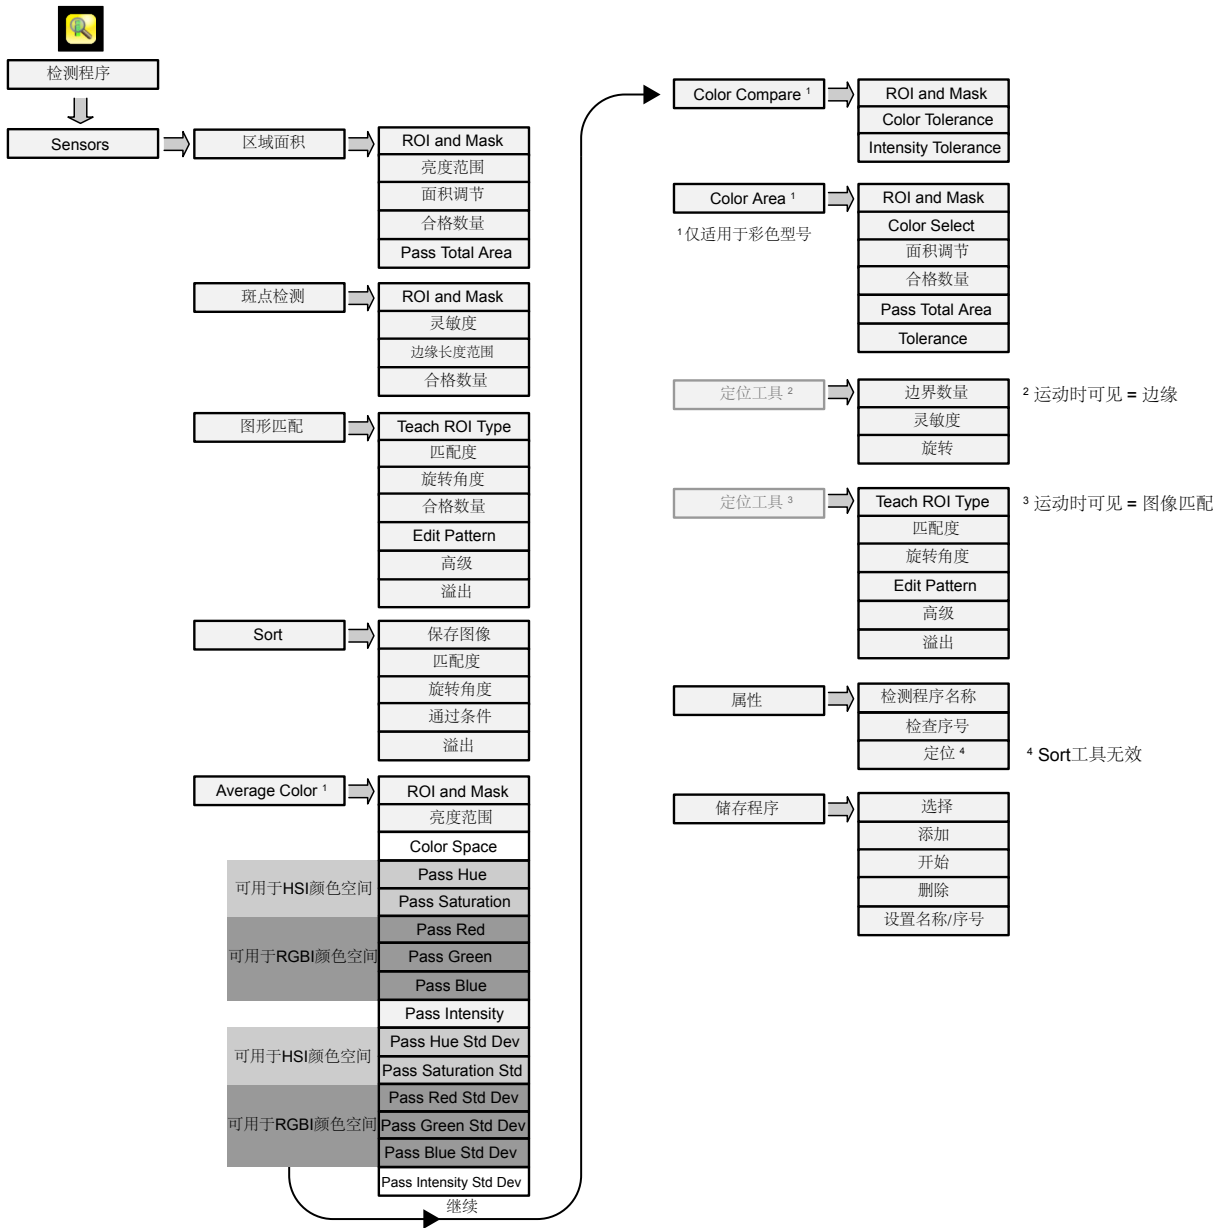 检测程序
Sensors
区域面积
ROI and Mask
亮度范围
面积调节
合格数量
Pass Total Area
斑点检测
ROI and Mask
灵敏度
边缘长度范围
合格数量
图形匹配
Teach ROI Type
匹配度
旋转角度
合格数量
Edit Pattern
高级
溢出
Sort
保存图像
匹配度
旋转角度
通过条件
溢出
Average Color ¹
ROI and Mask
亮度范围
Color Space
可用于HSI颜色空间
Pass Hue
Pass Saturation
可用于RGBI颜色空间
Pass Red
Pass Green
Pass Blue
Pass Intensity
可用于HSI颜色空间
Pass Hue Std Dev
Pass Saturation Std
可用于RGBI颜色空间
Pass Red Std Dev
Pass Green Std Dev
Pass Blue Std Dev
Pass Intensity Std Dev
继续
Color Compare ¹
ROI and Mask
Color Tolerance
Intensity Tolerance
Color Area ¹
¹仅适用于彩色型号
ROI and Mask
Color Select
面积调节
合格数量
Pass Total Area
Tolerance
定位工具 ²
边界数量
灵敏度
旋转
² 运动时可见 = 边缘
定位工具 ³
Teach ROI Type
匹配度
旋转角度
Edit Pattern
高级
溢出
³ 运动时可见 = 图像匹配
属性
检测程序名称
检查序号
定位 ⁴
⁴ Sort工具无效
储存程序
选择
添加
开始
删除
设置名称/序号